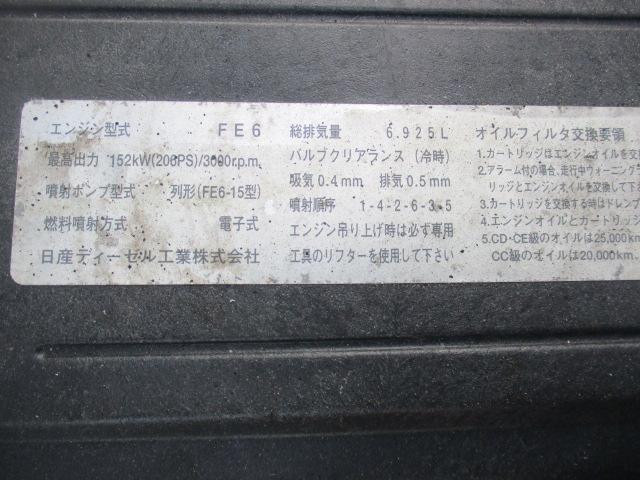 エンジン型式 FE6
最高出力 152kW(206PS)/3000r.p.m.
噴射ポンプ型式 列形(FE6-15型)
燃料噴射方式 電子式
日産ディーゼル工業株式会社
総排気量 6.925L
バルブクリアランス (冷時)
吸気0.4mm 排気0.5mm
噴射順序 1-4-2-6-3-5
エンジン吊り上げ時は必ず専用
工具のリフターを使用して下さい
オイルフィルタ交換要領
1.カートリッジはエンジンオイルを交
2.アラーム付の場合、走行中ウォーニング
リッジとエンジンオイルを交換して下
3.カートリッジを交換する時はドレンプ
4.エンジンオイルとカートリッ
5.CD・CE級のオイルは25,000km
CC級のオイルは20,000km.